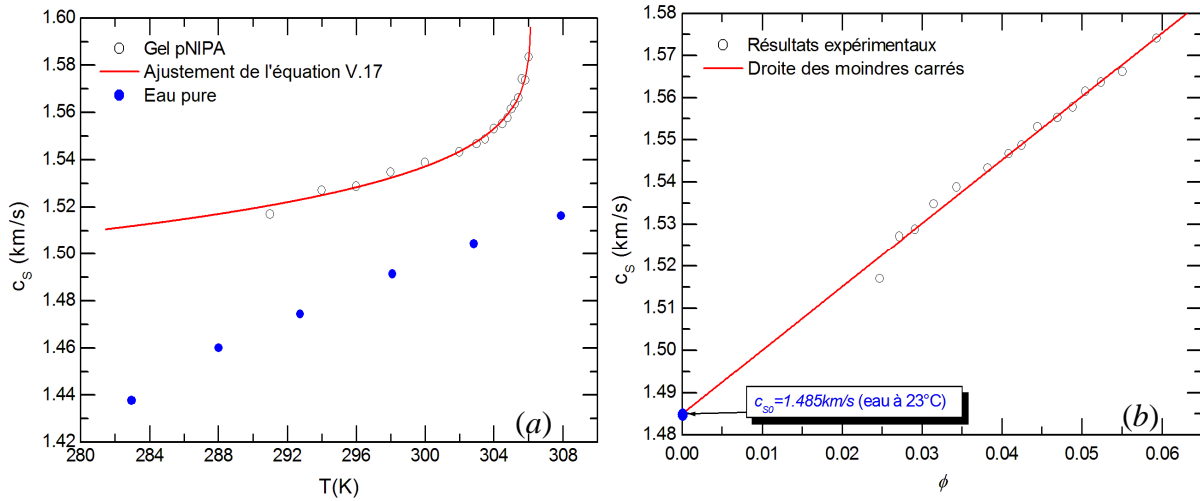 1.60
1.58
1.56
1.54
1.52
1.50
1.48
1.46
1.44
1.42
c_S (km/s)
Gel pNIPA
Ajustement de l'équation V.17
Eau pure
(a)
280 284 288 292 296 300 304 308
T(K)
1.58
1.57
1.56
1.55
1.54
1.53
1.52
1.51
1.50
1.49
1.48
c_S (km/s)
Résultats expérimentaux
Droite des moindres carrés
c_S0=1.485km/s (eau à 23°C)
(b)
0.00 0.01 0.02 0.03 0.04 0.05 0.06
ϕ